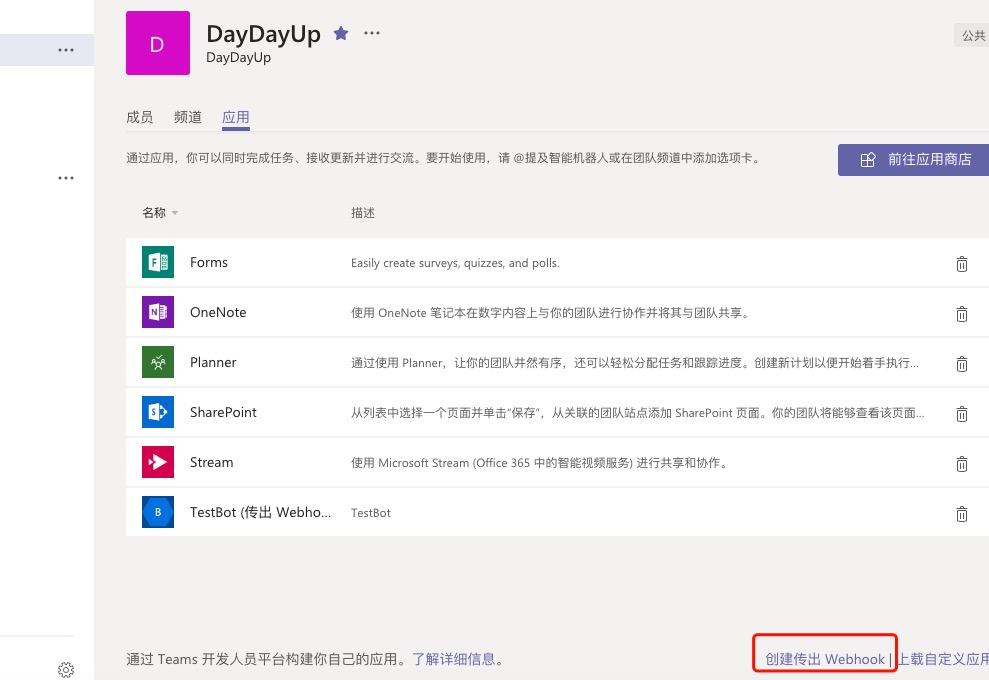 D
DayDayUp
DayDayUp
公共
成员 频道 应用
通过应用，你可以同时完成任务、接收更新并进行交流。要开始使用，请 @提及智能机器人或在团队频道中添加选项卡。
前往应用商店
名称 描述
Forms Easily create surveys, quizzes, and polls.
OneNote 使用 OneNote 笔记本在数字内容上与你的团队进行协作并将其与团队共享。
Planner 通过使用 Planner，让你的团队井然有序，还可以轻松分配任务和跟踪进度。创建新计划以便开始着手执行...
SharePoint 从列表中选择一个页面并单击“保存”，从关联的团队站点添加 SharePoint 页面。你的团队将能够查看该页面...
Stream 使用 Microsoft Stream (Office 365 中的智能视频服务) 进行共享和协作。
B TestBot (传出 Webho... TestBot
通过 Teams 开发人员平台构建你自己的应用。了解详细信息。 创建传出 Webhook | 上载自定义应用